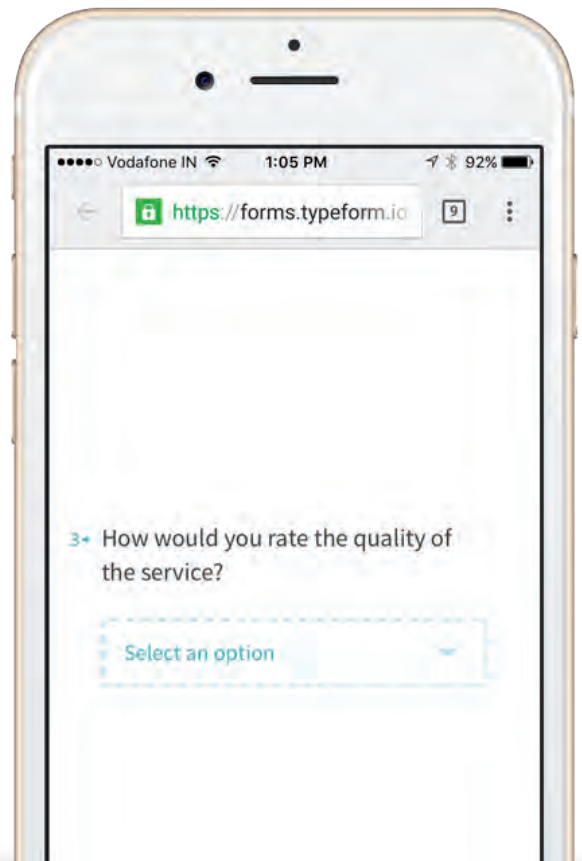 Vodafone IN 1:05 PM 92%
https://forms.typeform.io 9
3 How would you rate the quality of
the service?
Select an option